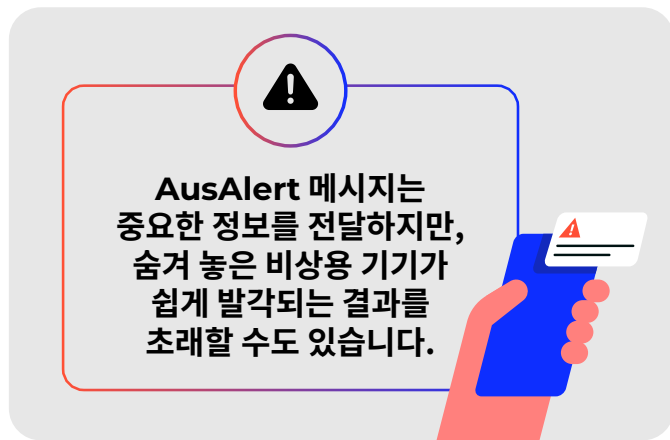 AusAlert 메시지는
중요한 정보를 전달하지만,
숨겨 놓은 비상용 기기가
쉽게 발각되는 결과를
초래할 수도 있습니다.